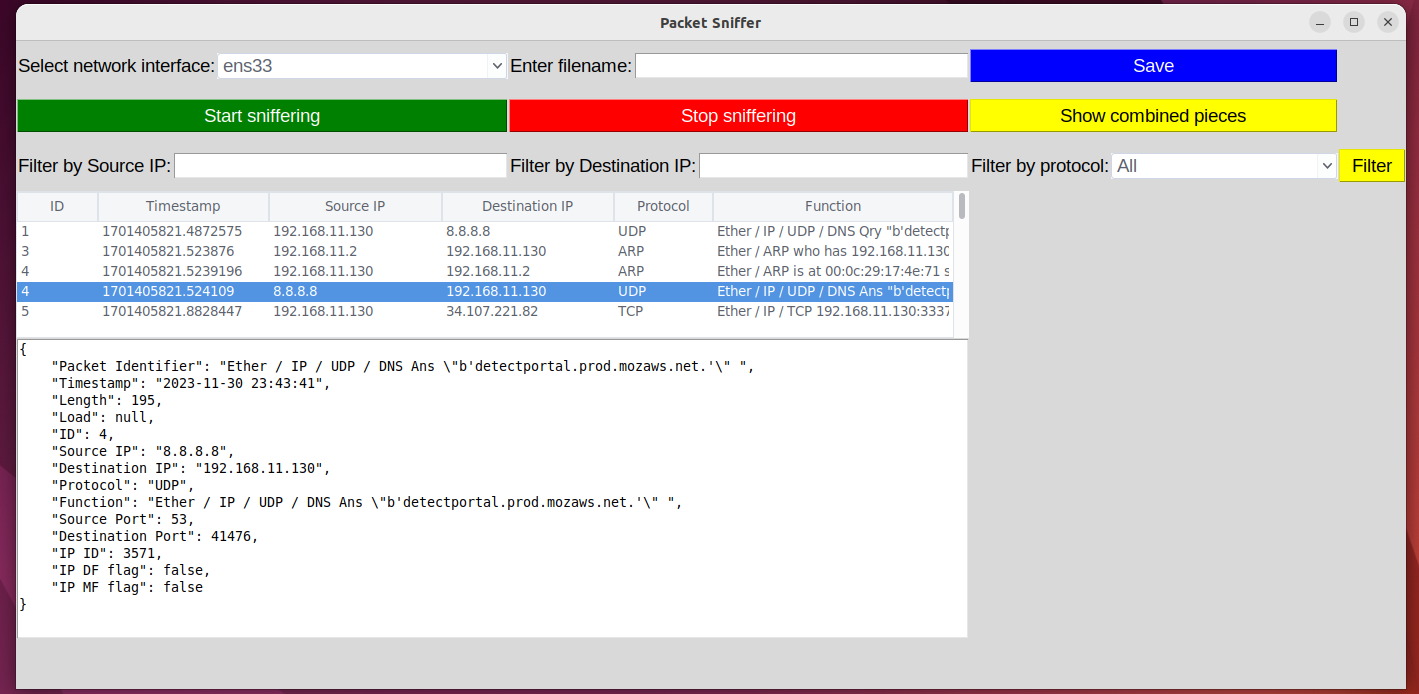 Packet Sniffer
Select network interface: ens33 Enter filename: Save
Start sniffering Stop sniffering Show combined pieces
Filter by Source IP: Filter by Destination IP: Filter by protocol: All Filter
ID Timestamp Source IP Destination IP Protocol Function
1 1701405821.4872575 192.168.11.130 8.8.8.8 UDP Ether / IP / UDP / DNS Qry "b'detectp
3 1701405821.523876 192.168.11.2 192.168.11.130 ARP Ether / ARP who has 192.168.11.130
4 1701405821.5239196 192.168.11.130 192.168.11.2 ARP Ether / ARP is at 00:0c:29:17:4e:71 s
4 1701405821.524109 8.8.8.8 192.168.11.130 UDP Ether / IP / UDP / DNS Ans "b'detectp
5 1701405821.8828447 192.168.11.130 34.107.221.82 TCP Ether / IP / TCP 192.168.11.130:3337
{
"Packet Identifier": "Ether / IP / UDP / DNS Ans \"b'detectportal.prod.mozaws.net.'\" ",
"Timestamp": "2023-11-30 23:43:41",
"Length": 195,
"Load": null,
"ID": 4,
"Source IP": "8.8.8.8",
"Destination IP": "192.168.11.130",
"Protocol": "UDP",
"Function": "Ether / IP / UDP / DNS Ans \"b'detectportal.prod.mozaws.net.'\" ",
"Source Port": 53,
"Destination Port": 41476,
"IP ID": 3571,
"IP DF flag": false,
"IP MF flag": false
}